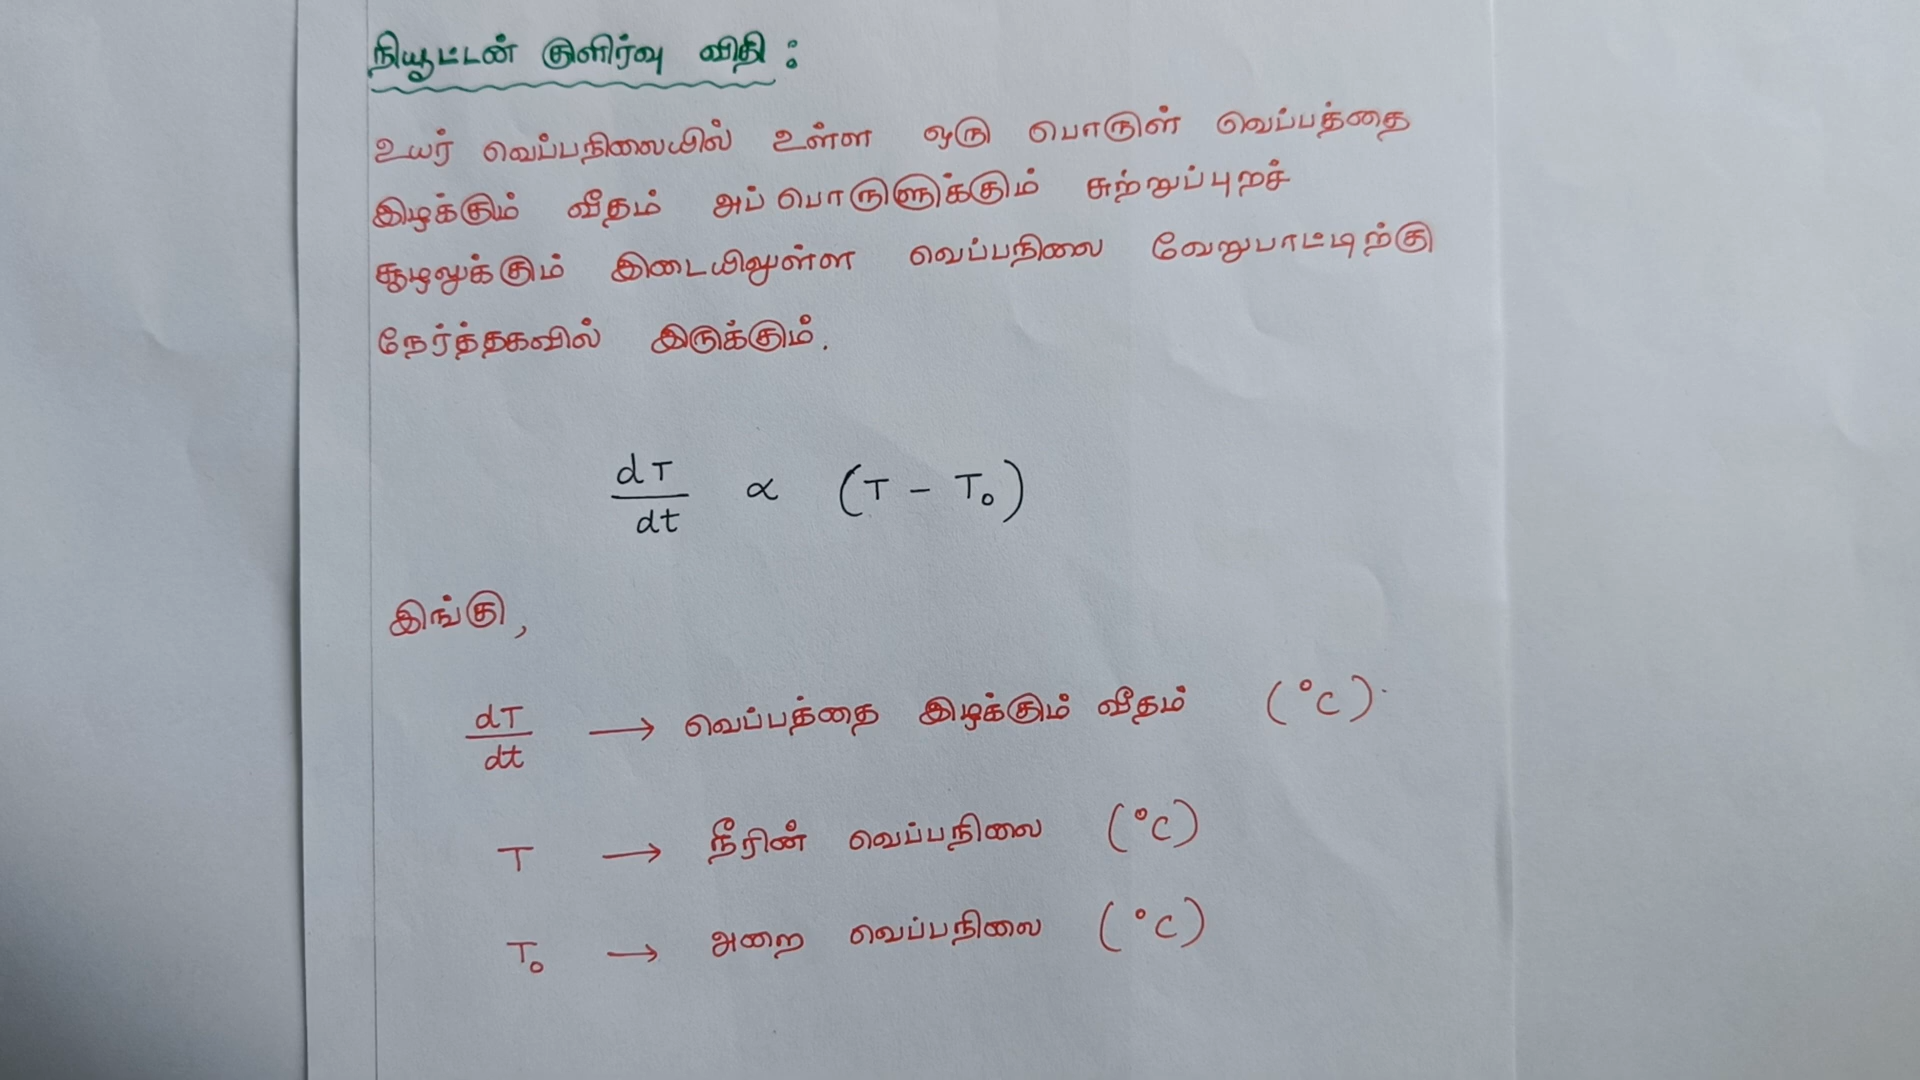 நியூட்டன் குளிர்வு விதி :
உயர் வெப்பநிலையில் உள்ள ஒரு பொருள் வெப்பத்தை
இழக்கும் வீதம் அப்பொருளுக்கும் சுற்றுப்புறச்
சூழலுக்கும் இடையிலுள்ள வெப்பநிலை வேறுபாட்டிற்கு
நேர்த்தகவில் இருக்கும்.
dT/dt ∝ (T - T₀)
இங்கு,
dT/dt → வெப்பத்தை இழக்கும் வீதம் (°C)
T → நீரின் வெப்பநிலை (°C)
T₀ → அறை வெப்பநிலை (°C)